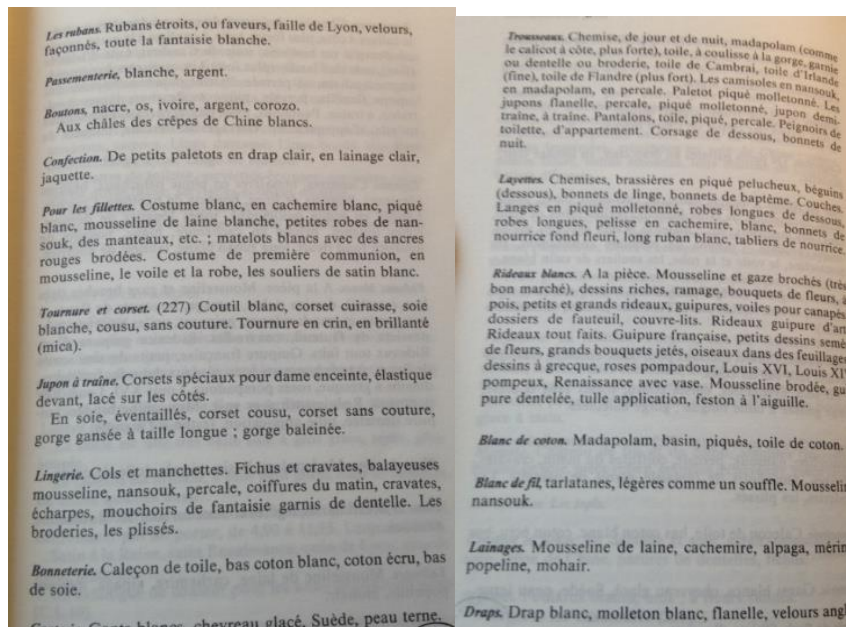 Les rubans. Rubans étroits, ou faveurs, faille de Lyon, velours,
façonnés, toute la fantaisie blanche.
Passementerie, blanche, argent.
Boutons, nacre, os, ivoire, argent, corozo.
Aux châles des crêpes de Chine blancs.
Confection. De petits paletots en drap clair, en lainage clair,
jaquette.
Pour les fillettes. Costume blanc, en cachemire blanc, piqué
blanc, mousseline de laine blanche, petites robes de nan-
souk, des manteaux, etc. ; matelots blancs avec des ancres
rouges brodées. Costume de première communion, en
mousseline, le voile et la robe, les souliers de satin blanc.
Tournure et corset. (227) Coutil blanc, corset cuirasse, soie
blanche, cousu, sans couture. Tournure en crin, en brillanté
(mica).
Jupon à traîne. Corsets spéciaux pour dame enceinte, élastique
devant, lacé sur les côtés.
En soie, éventaillés, corset cousu, corset sans couture,
gorge gansée à taille longue ; gorge baleinée.
Lingerie. Cols et manchettes. Fichus et cravates, balayeuses
mousseline, nansouk, percale, coiffures du matin, cravates,
écharpes, mouchoirs de fantaisie garnis de dentelle. Les
broderies, les plissés.
Bonneterie. Caleçon de toile, bas coton blanc, coton écru, bas
de soie.
blancs, chevreau glacé, Suède, peau terne.
Trousseaux. Chemise, de jour et de nuit, madapolam (comme
le calicot à côte, plus forte), toile, à coulisse à la gorge, garnie
ou dentelle ou broderie, toile de Cambrai, toile d'Irlande
(fine), toile de Flandre (plus fort). Les camisoles en nansouk,
en madapolam, en percale. Paletot piqué molletonné. Les
jupons flanelle, percale, piqué molletonné, jupon demi-
traîne, à traîne. Pantalons, toile, piqué, percale. Peignoirs de
toilette, d'appartement. Corsage de dessous, bonnets de
nuit.
Layettes. Chemises, brassières en piqué pelucheux, béguins
(dessous), bonnets de linge, bonnets de baptême. Couches.
Langes en piqué molletonné, robes longues de dessous,
robes longues, pelisse en cachemire, blanc, bonnets de
nourrice fond fleuri, long ruban blanc, tabliers de nourrice.
Rideaux blancs. A la pièce. Mousseline et gaze brochés (très
bon marché), dessins riches, ramage, bouquets de fleurs, à
pois, petits et grands rideaux, guipures, voiles pour canapés
dossiers de fauteuil, couvre-lits. Rideaux guipure d'art
Rideaux tout faits. Guipure française, petits dessins semé
de fleurs, grands bouquets jetés, oiseaux dans des feuillages
dessins à grecque, roses pompadour, Louis XVI, Louis XIV
pompeux, Renaissance avec vase. Mousseline brodée, gui
pure dentelée, tulle application, feston à l'aiguille.
Blanc de coton. Madapolam, basin, piqués, toile de coton.
Blanc de fil, tarlatanes, légères comme un souffle. Mousselin
nansouk.
Lainages. Mousseline de laine, cachemire, alpaga, mérin
popeline, mohair.
Draps. Drap blanc, molleton blanc, flanelle, velours angl